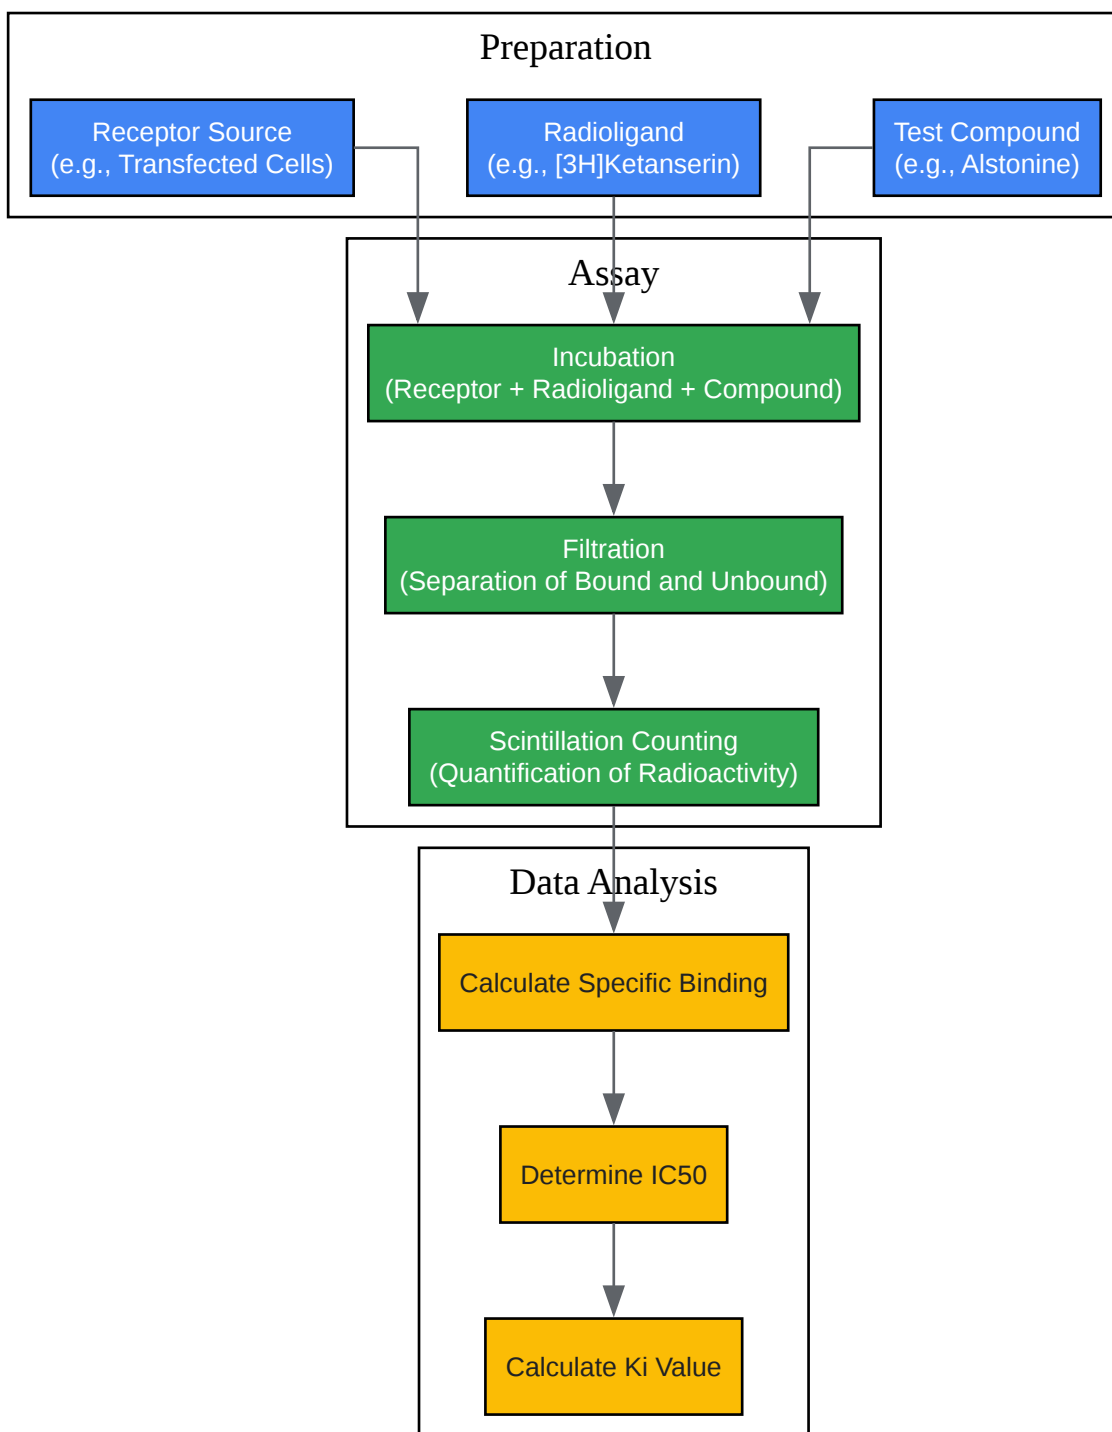 Preparation
Receptor Source
(e.g., Transfected Cells)
Radioligand
(e.g., [3H]Ketanserin)
Test Compound
(e.g., Alstonine)
Assay
Incubation
(Receptor + Radioligand + Compound)
Filtration
(Separation of Bound and Unbound)
Scintillation Counting
(Quantification of Radioactivity)
Data Analysis
Calculate Specific Binding
Determine IC50
Calculate Ki Value